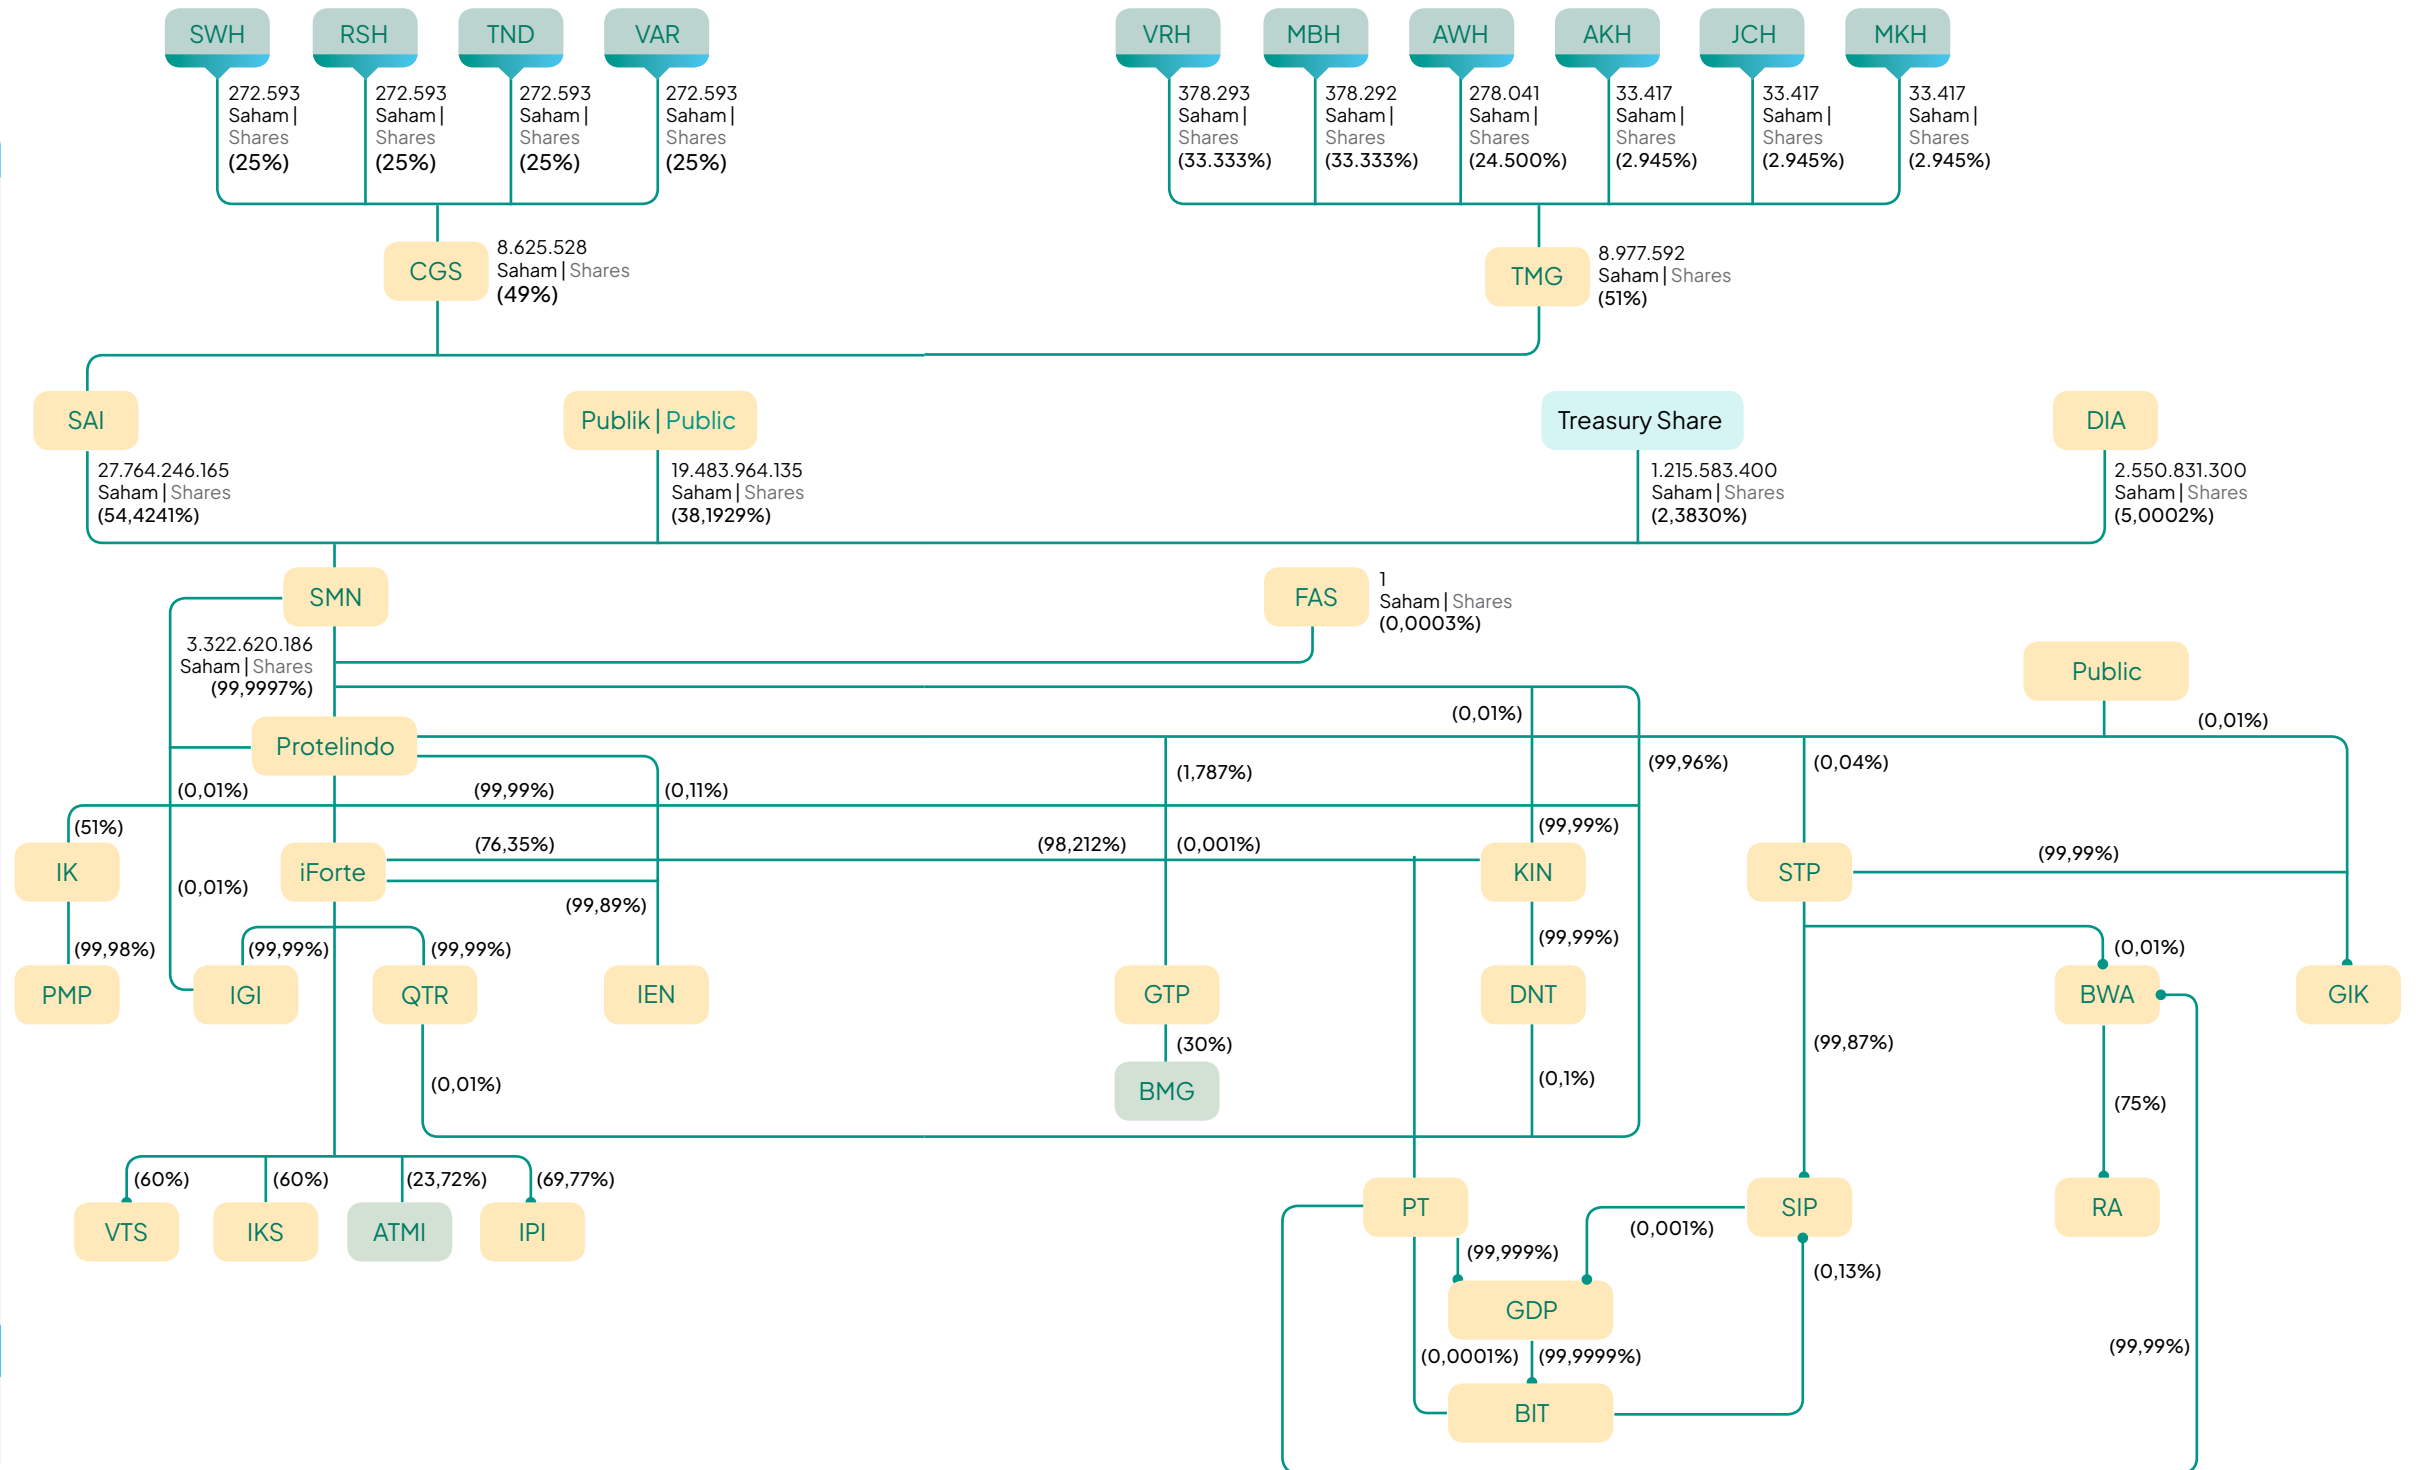 SWH
RSH
TND
VAR
VRH
MBH
AWH
AKH
JCH
MKH
272.593
Saham |
Shares
(25%)
272.593
Saham |
Shares
(25%)
272.593
Saham |
Shares
(25%)
272.593
Saham |
Shares
(25%)
378.293
Saham |
Shares
(33.333%)
378.292
Saham |
Shares
(33.333%)
278.041
Saham |
Shares
(24.500%)
33.417
Saham |
Shares
(2.945%)
33.417
Saham |
Shares
(2.945%)
33.417
Saham |
Shares
(2.945%)
CGS
8.625.528
Saham | Shares
(49%)
TMG
8.977.592
Saham | Shares
(51%)
SAI
Publik | Public
Treasury Share
DIA
27.764.246.165
Saham | Shares
(54,4241%)
19.483.964.135
Saham | Shares
(38,1929%)
1.215.583.400
Saham | Shares
(2,3830%)
2.550.831.300
Saham | Shares
(5,0002%)
SMN
FAS
1
Saham | Shares
(0,0003%)
3.322.620.186
Saham | Shares
(99,9997%)
Public
(0,01%)
(0,01%)
Protelindo
(1,787%)
(99,96%)
(0,04%)
(0,01%)
(99,99%)
(0,11%)
(51%)
(99,99%)
(76,35%)
(98,212%)
(0,001%)
(99,99%)
IK
iForte
KIN
STP
(0,01%)
(99,89%)
(99,98%)
(99,99%)
(99,99%)
(99,99%)
(0,01%)
PMP
IGI
QTR
IEN
GTP
DNT
BWA
GIK
(30%)
(99,87%)
(0,01%)
BMG
(0,1%)
(75%)
(60%)
(60%)
(23,72%)
(69,77%)
VTS
IKS
ATMI
IPI
PT
SIP
RA
(0,001%)
(99,999%)
(0,13%)
GDP
(0,0001%)
(99,9999%)
(99,99%)
BIT